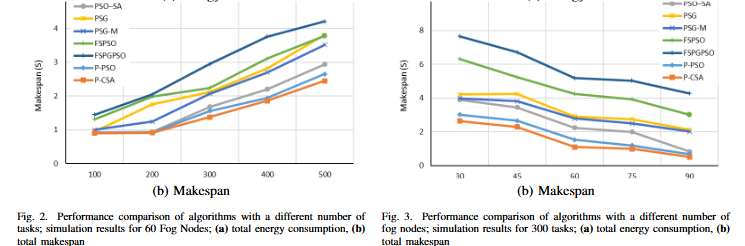 PSO-SA
PSG
PSG-M
FSPSO
FSPGPSO
P-PSO
P-CSA
Makespan (S)
4
3
2
1
0
100 200 300 400 500
(b) Makespan
Fig. 2. Performance comparison of algorithms with a different number of
tasks; simulation results for 60 Fog Nodes; (a) total energy consumption, (b)
total makespan
PSO-SA
PSG
PSG-M
FSPSO
FSPGPSO
P-PSO
P-CSA
Makespan (S)
8
6
4
2
0
30 45 60 75 90
(b) Makespan
Fig. 3. Performance comparison of algorithms with a different number of
fog nodes; simulation results for 300 tasks; (a) total energy consumption, (b)
total makespan